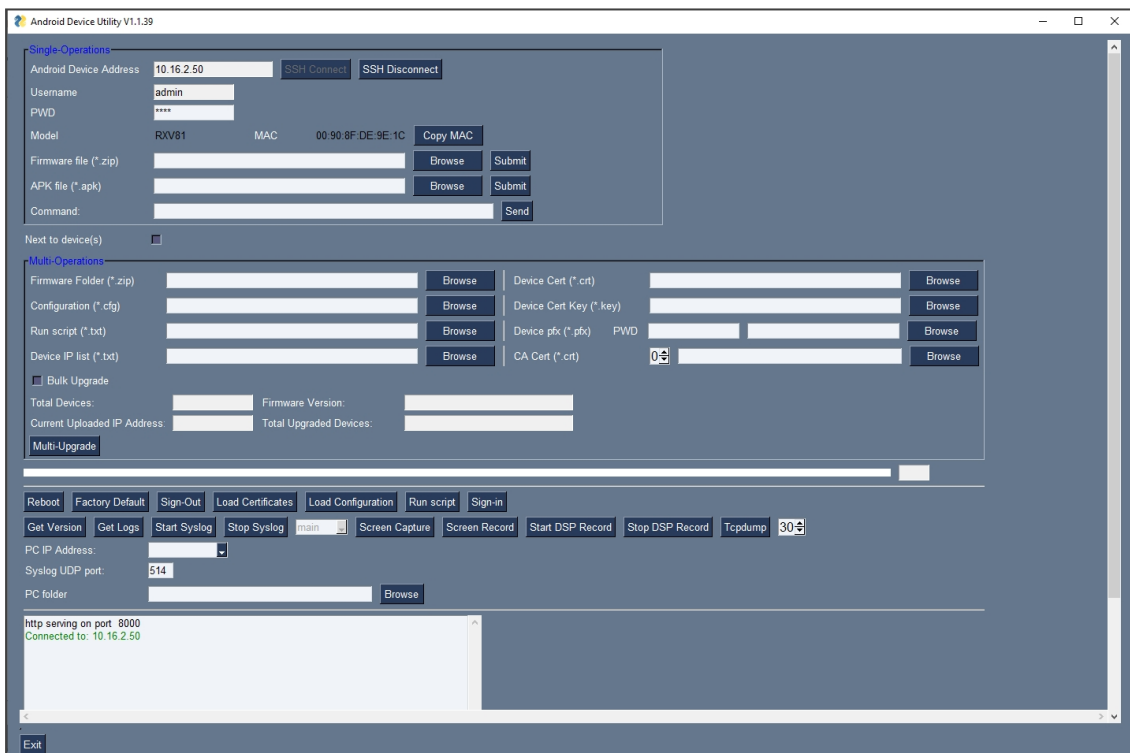 Android Device Utility V1.1.39
Single-Operations
Android Device Address 10.16.2.50 SSH Connect SSH Disconnect
Username admin
PWD ****
Model RXV81 MAC 00:90:8F:DE:9E:1C Copy MAC
Firmware file (*.zip) Browse Submit
APK file (*.apk) Browse Submit
Command: Send
Next to device(s)
Multi-Operations
Firmware Folder (*.zip) Browse Device Cert (*.crt) Browse
Configuration (*.cfg) Browse Device Cert Key (*.key) Browse
Run script (*.txt) Browse Device pfx (*.pfx) PWD Browse
Device IP list (*.txt) Browse CA Cert (*.crt) 0 Browse
Bulk Upgrade
Total Devices: Firmware Version:
Current Uploaded IP Address: Total Upgraded Devices:
Multi-Upgrade
Reboot Factory Default Sign-Out Load Certificates Load Configuration Run script Sign-in
Get Version Get Logs Start Syslog Stop Syslog main Screen Capture Screen Record Start DSP Record Stop DSP Record Tcpdump 30
PC IP Address:
Syslog UDP port: 514
PC folder Browse
http serving on port 8000
Connected to: 10.16.2.50
Exit